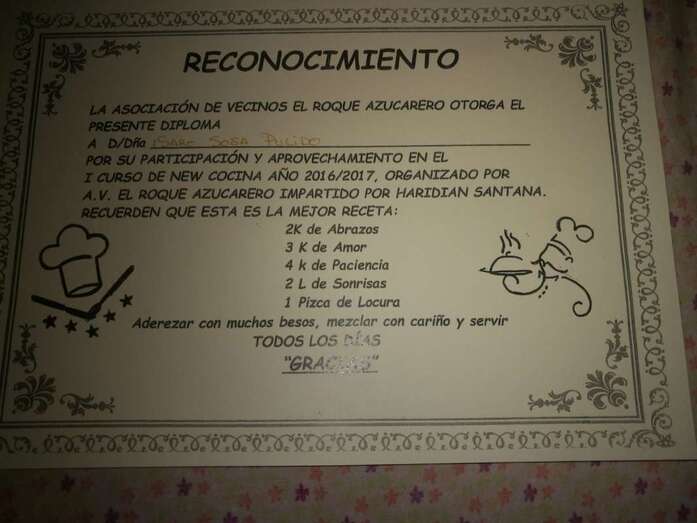 RECONOCIMIENTO
LA ASOCIACIÓN DE VECINOS EL ROQUE AZUCARERO OTORGA EL
PRESENTE DIPLOMA
A D/Dña Isaac Sosa Pulido
POR SU PARTICIPACIÓN Y APROVECHAMIENTO EN EL
I CURSO DE NEW COCINA AÑO 2016/2017, ORGANIZADO POR
A.V. EL ROQUE AZUCARERO IMPARTIDO POR HARIDIAN SANTANA.
RECUERDEN QUE ESTA ES LA MEJOR RECETA:
2K de Abrazos
3 K de Amor
4 k de Paciencia
2 L de Sonrisas
1 Pizca de Locura
Aderezar con muchos besos, mezclar con cariño y servir
TODOS LOS DÍAS
"GRACIAS"